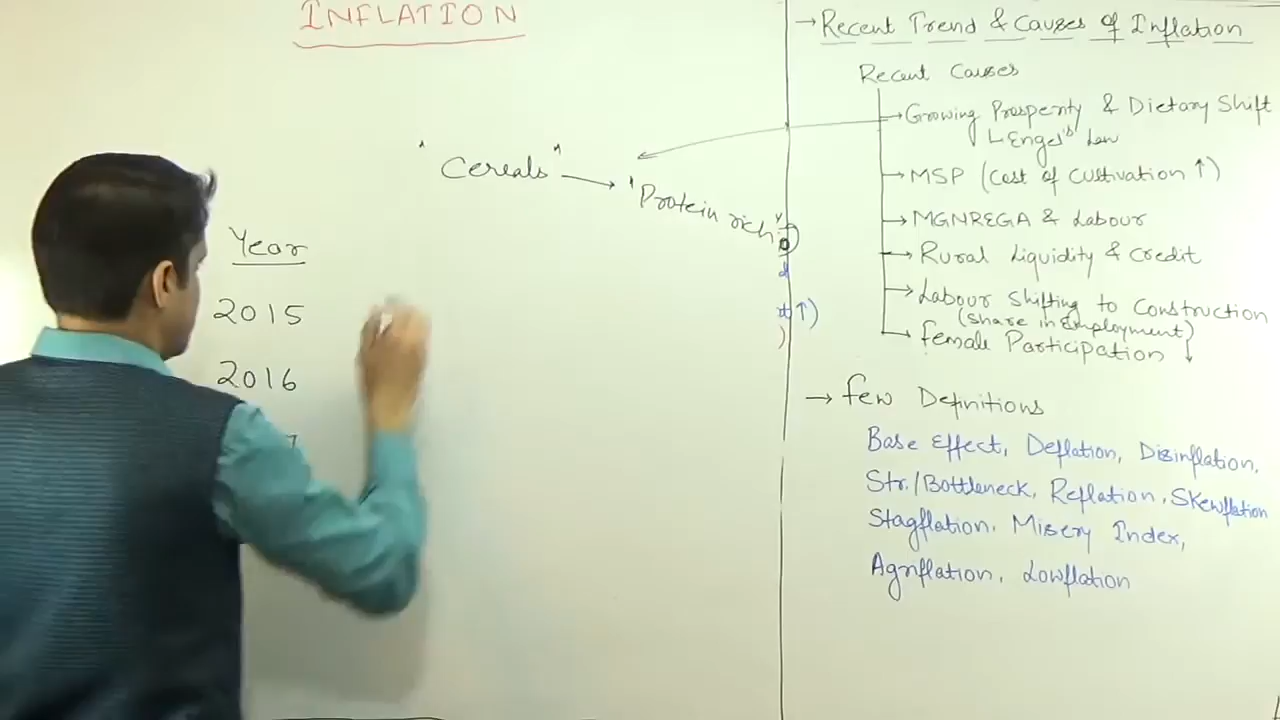 INFLATION
"Cereals" → "Protein rich"
Year
2015
2016
7
t ↑)
)
→ Recent Trend & Causes of Inflation
Recent Causes
→ Growing Prosperity & Dietary Shift
↳ Engel's Law
→ MSP (Cost of Cultivation ↑)
→ MGNREGA & Labour
→ Rural Liquidity & Credit
→ Labour Shifting to Construction
(Share in Employment)
→ Female Participation ↓
→ Few Definitions
Base Effect, Deflation, Disinflation,
Str./Bottleneck, Reflation, Skewflation
Stagflation, Misery Index,
Agriflation, Lowflation